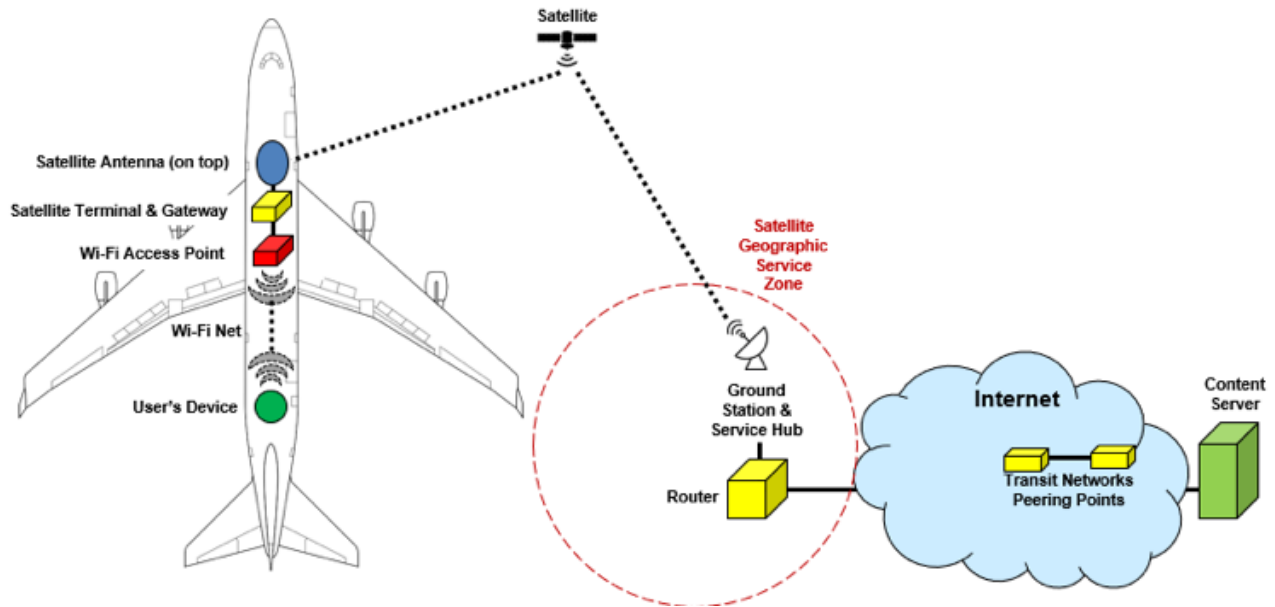 Satellite
Satellite Antenna (on top)
Satellite Terminal & Gateway
Wi-Fi Access Point
Wi-Fi Net
User's Device
Satellite
Geographic
Service
Zone
Ground
Station &
Service Hub
Router
Internet
Transit Networks
Peering Points
Content
Server